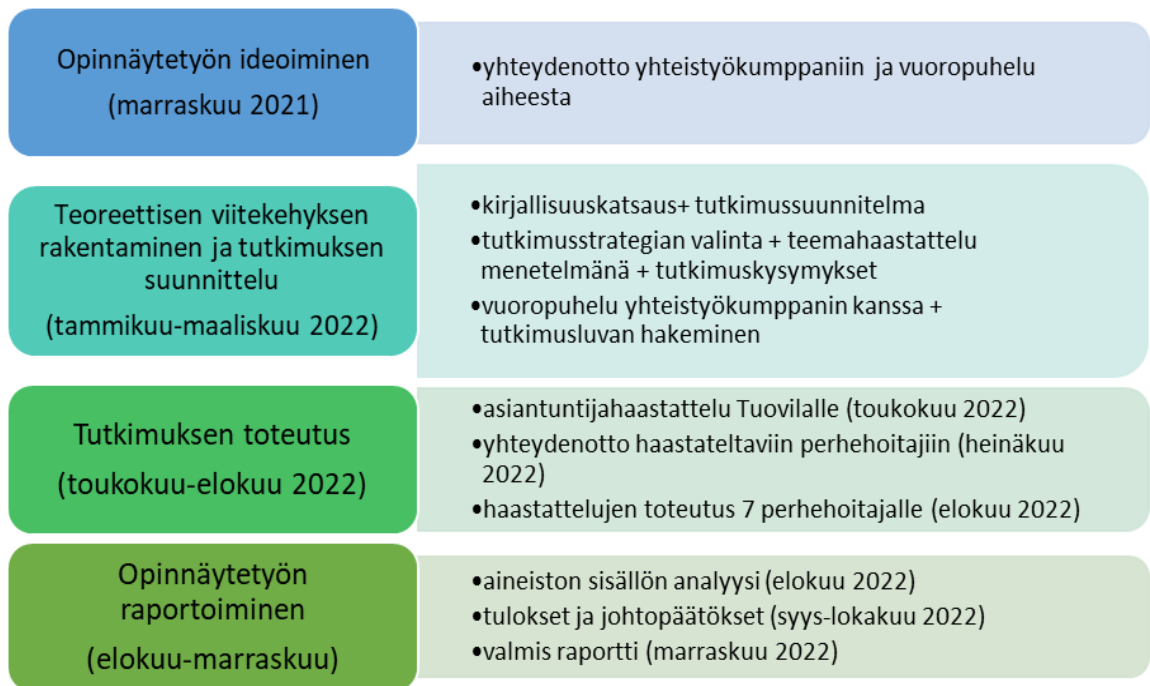 Opinnäytetyön ideoiminen
(marraskuu 2021)
•yhteydenotto yhteistyökumppaniin ja vuoropuhelu
aiheesta
Teoreettisen viitekehyksen
rakentaminen ja tutkimuksen
suunnittelu
(tammikuu-maaliskuu 2022)
•kirjallisuuskatsaus+ tutkimussuunnitelma
•tutkimusstrategian valinta + teemahaastattelu
menetelmänä + tutkimuskysymykset
•vuoropuhelu yhteistyökumppanin kanssa +
tutkimusluvan hakeminen
Tutkimuksen toteutus
(toukokuu-elokuu 2022)
•asiantuntijahaastattelu Tuovilalle (toukokuu 2022)
•yhteydenotto haastateltaviin perhehoitajiin (heinäkuu
2022)
•haastattelujen toteutus 7 perhehoitajalle (elokuu 2022)
Opinnäytetyön
raportoiminen
(elokuu-marraskuu)
•aineiston sisällön analyysi (elokuu 2022)
•tulokset ja johtopäätökset (syys-lokakuu 2022)
•valmis raportti (marraskuu 2022)